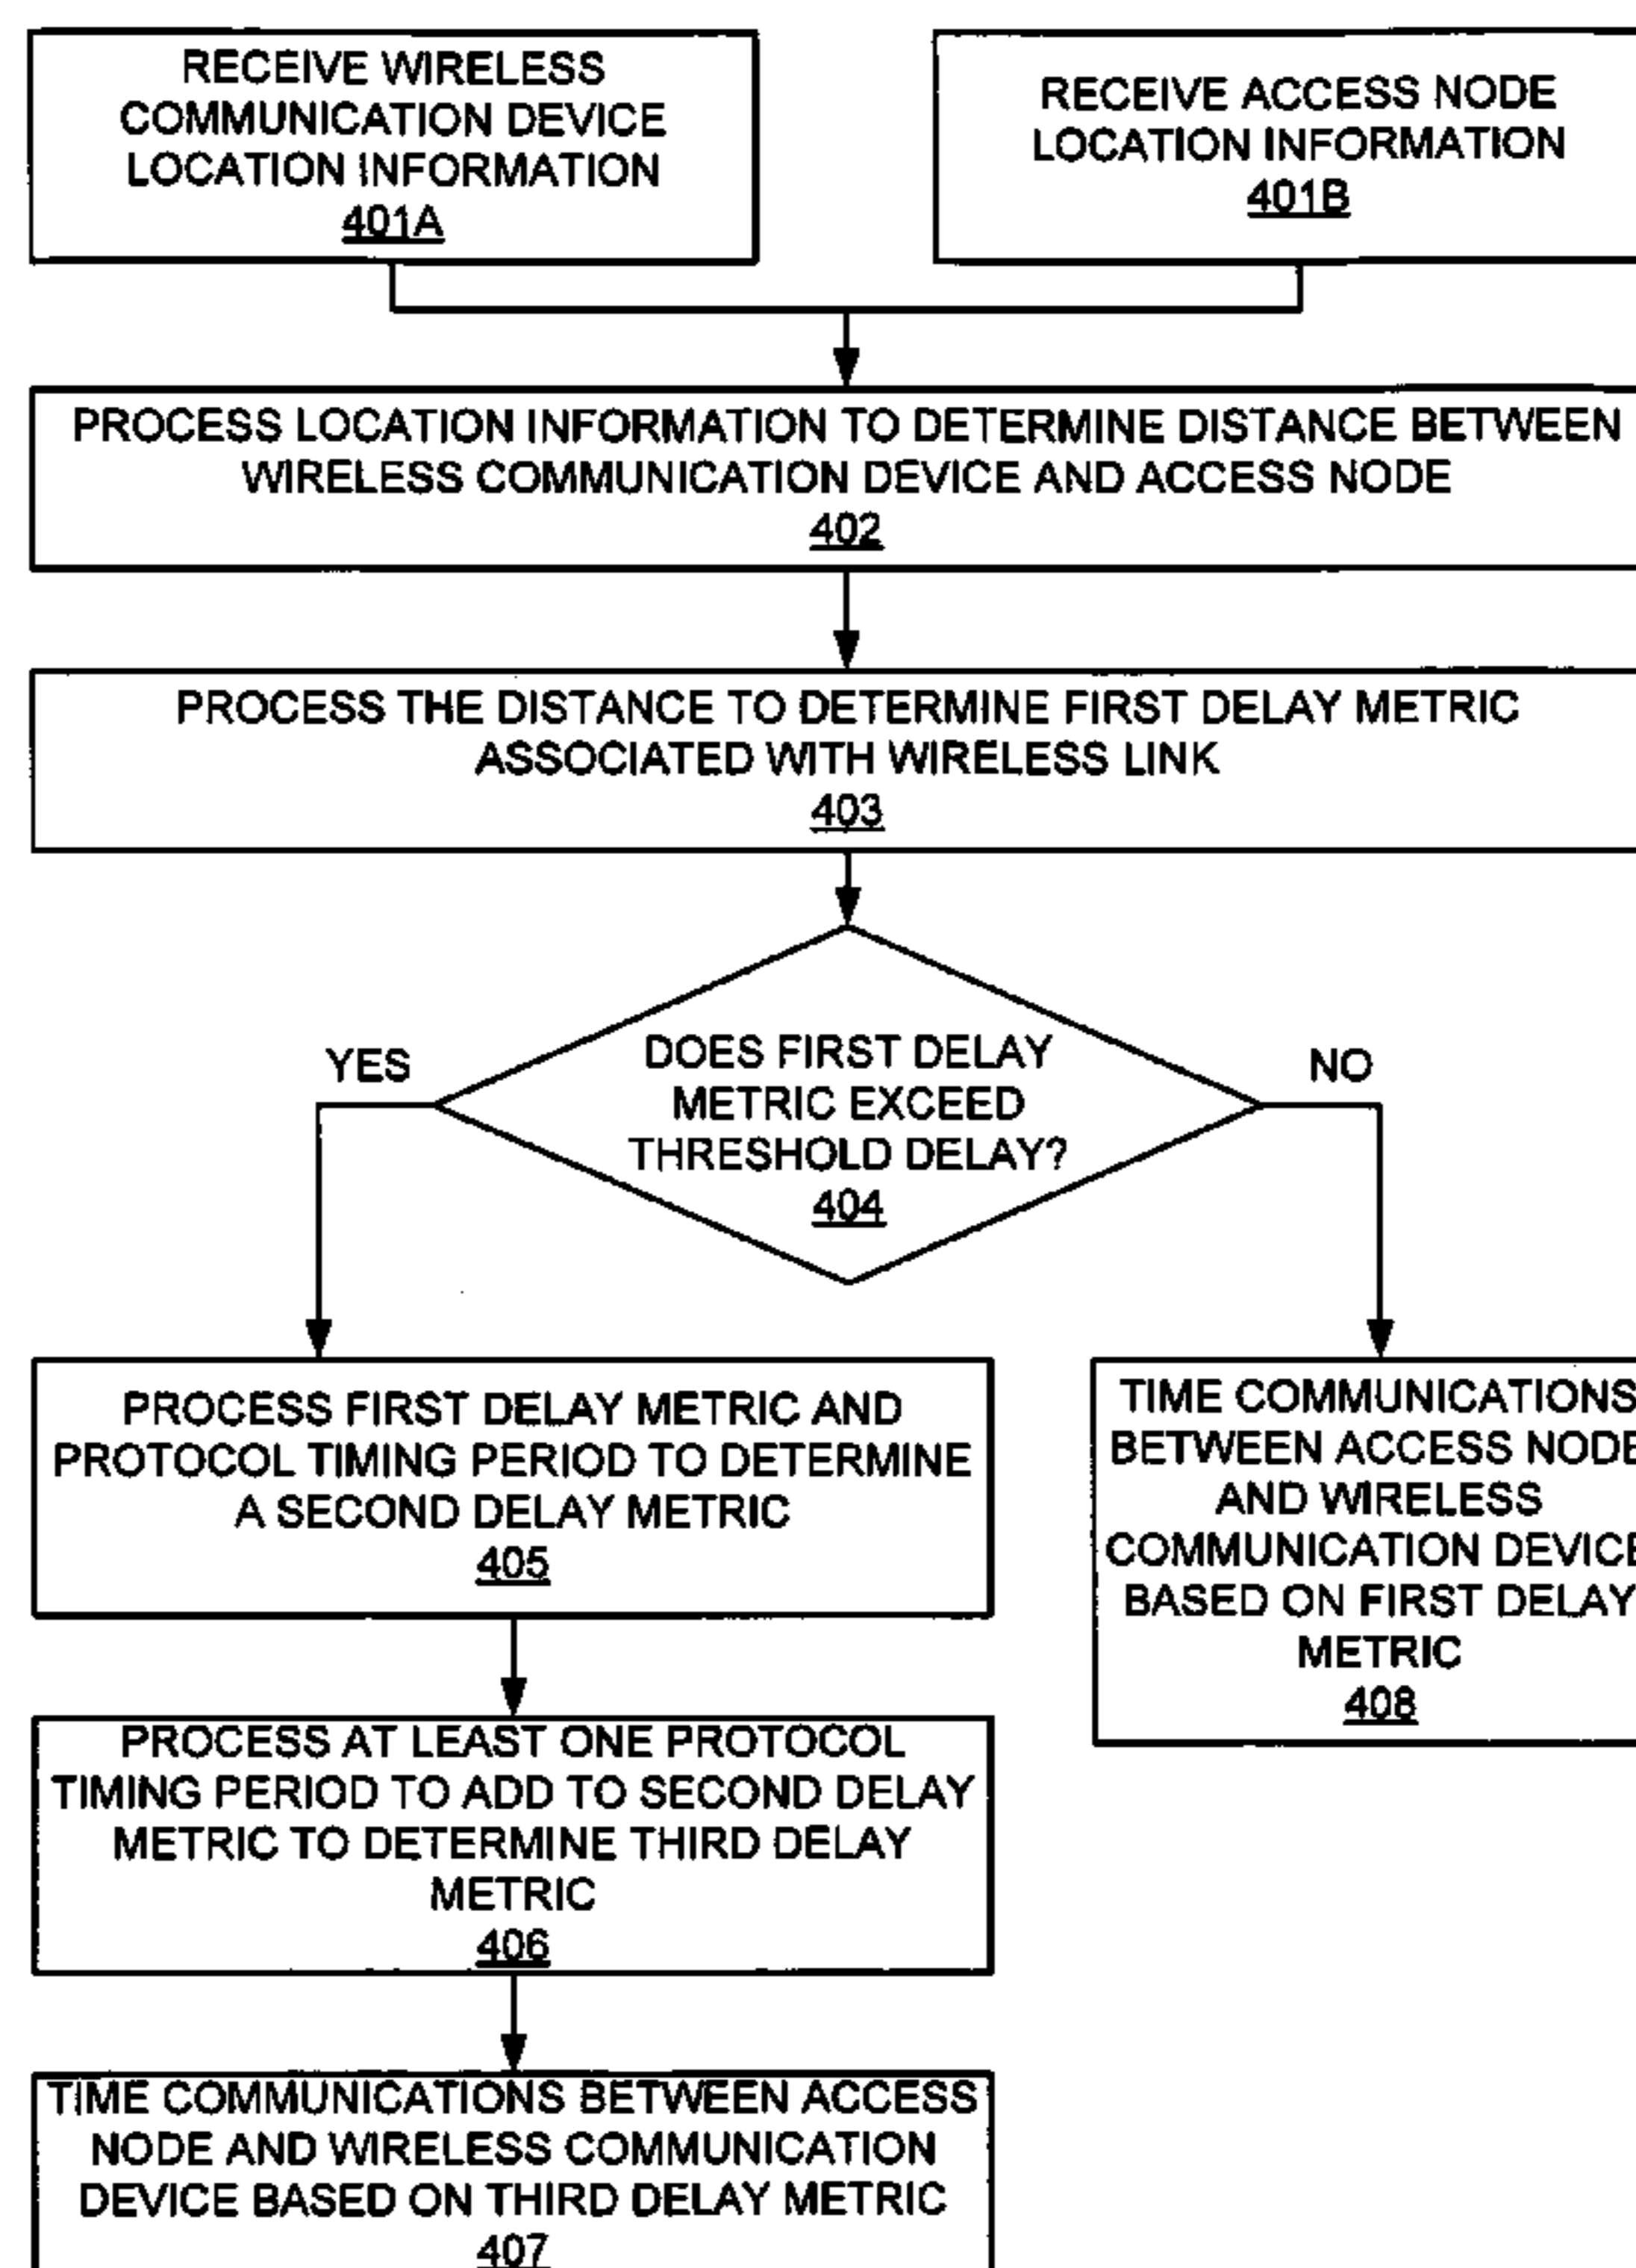 RECEIVE WIRELESS
COMMUNICATION DEVICE
LOCATION INFORMATION
401A
RECEIVE ACCESS NODE
LOCATION INFORMATION
401B
PROCESS LOCATION INFORMATION TO DETERMINE DISTANCE BETWEEN
WIRELESS COMMUNICATION DEVICE AND ACCESS NODE
402
PROCESS THE DISTANCE TO DETERMINE FIRST DELAY METRIC
ASSOCIATED WITH WIRELESS LINK
403
DOES FIRST DELAY
METRIC EXCEED
THRESHOLD DELAY?
404
YES
NO
PROCESS FIRST DELAY METRIC AND
PROTOCOL TIMING PERIOD TO DETERMINE
A SECOND DELAY METRIC
405
TIME COMMUNICATIONS
BETWEEN ACCESS NODE
AND WIRELESS
COMMUNICATION DEVICE
BASED ON FIRST DELAY
METRIC
408
PROCESS AT LEAST ONE PROTOCOL
TIMING PERIOD TO ADD TO SECOND DELAY
METRIC TO DETERMINE THIRD DELAY
METRIC
406
TIME COMMUNICATIONS BETWEEN ACCESS
NODE AND WIRELESS COMMUNICATION
DEVICE BASED ON THIRD DELAY METRIC
407